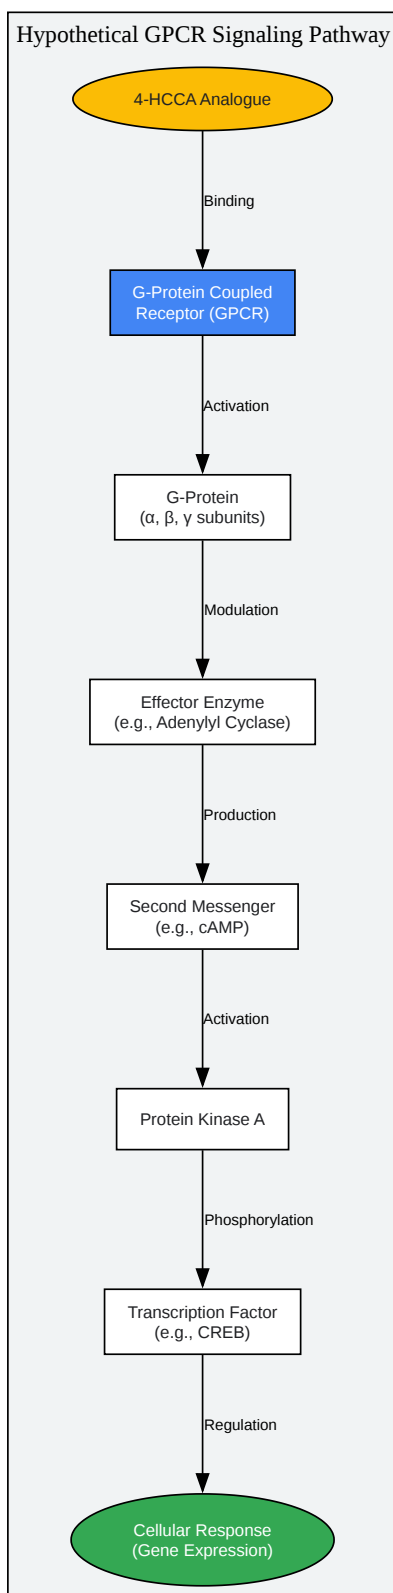 Hypothetical GPCR Signaling Pathway
4-HCCA Analogue
Binding
G-Protein Coupled
Receptor (GPCR)
Activation
G-Protein
(α, β, γ subunits)
Modulation
Effector Enzyme
(e.g., Adenylyl Cyclase)
Production
Second Messenger
(e.g., cAMP)
Activation
Protein Kinase A
Phosphorylation
Transcription Factor
(e.g., CREB)
Regulation
Cellular Response
(Gene Expression)